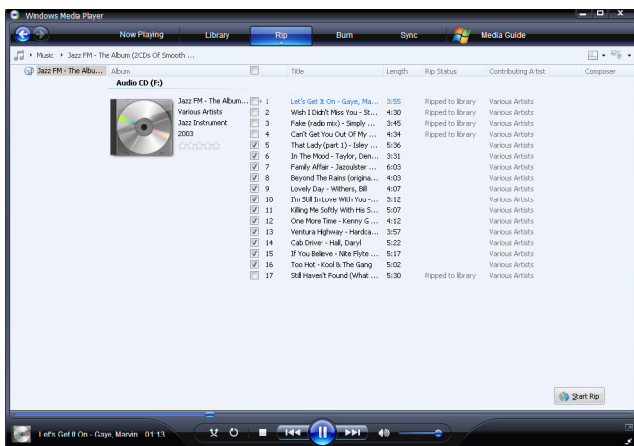 Windows Media Player
Now Playing Library Rip Burn Sync Media Guide
Music Jazz FM - The Album (2CDs Of Smooth ...
Jazz FM - The Albu... Album Title Length Rip Status Contributing Artist Composer
Audio CD (F:)
Jazz FM - The Album... 1 Let's Get It On - Gaye, Ma... 3:55 Ripped to library Various Artists
Various Artists 2 Wish I Didn't Miss You - St... 4:30 Ripped to library Various Artists
Jazz Instrument 3 Fake (radio mix) - Simply ... 3:45 Ripped to library Various Artists
2003 4 Can't Get You Out Of My ... 4:34 Ripped to library Various Artists
5 That Lady (part 1) - Isley ... 5:36 Various Artists
6 In The Mood - Taylor, Den... 3:31 Various Artists
7 Family Affair - Jazoulster ... 6:03 Various Artists
8 Beyond The Rains (origina... 4:03 Various Artists
9 Lovely Day - Withers, Bill 4:07 Various Artists
10 I'm Still In Love With You - ... 3:12 Various Artists
11 Killing Me Softly With His S... 5:07 Various Artists
12 One More Time - Kenny G ... 4:12 Various Artists
13 Ventura Highway - Hardca... 3:57 Various Artists
14 Cab Driver - Hall, Daryl 5:22 Various Artists
15 If You Believe - Nite Flyte ... 5:17 Various Artists
16 Too Hot - Kool & The Gang 5:02 Various Artists
17 Still Haven't Found (What ... 5:30 Ripped to library Various Artists
Start Rip
Let's Get It On - Gaye, Marvin 01:13